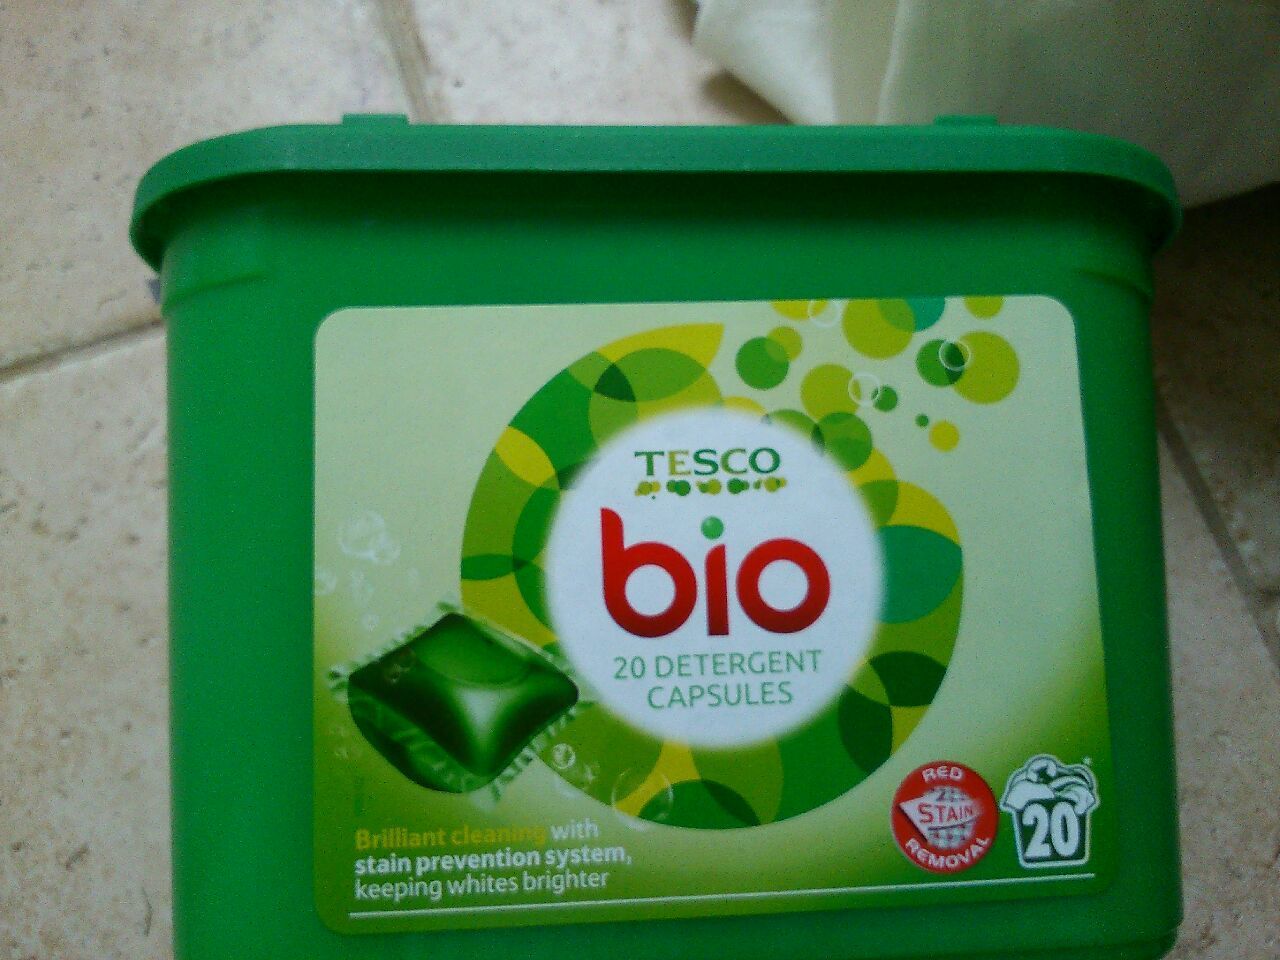 TESCO
bio
20 DETERGENT
CAPSULES
Brilliant cleaning with
stain prevention system,
keeping whites brighter
RED
STAIN
REMOVAL
20